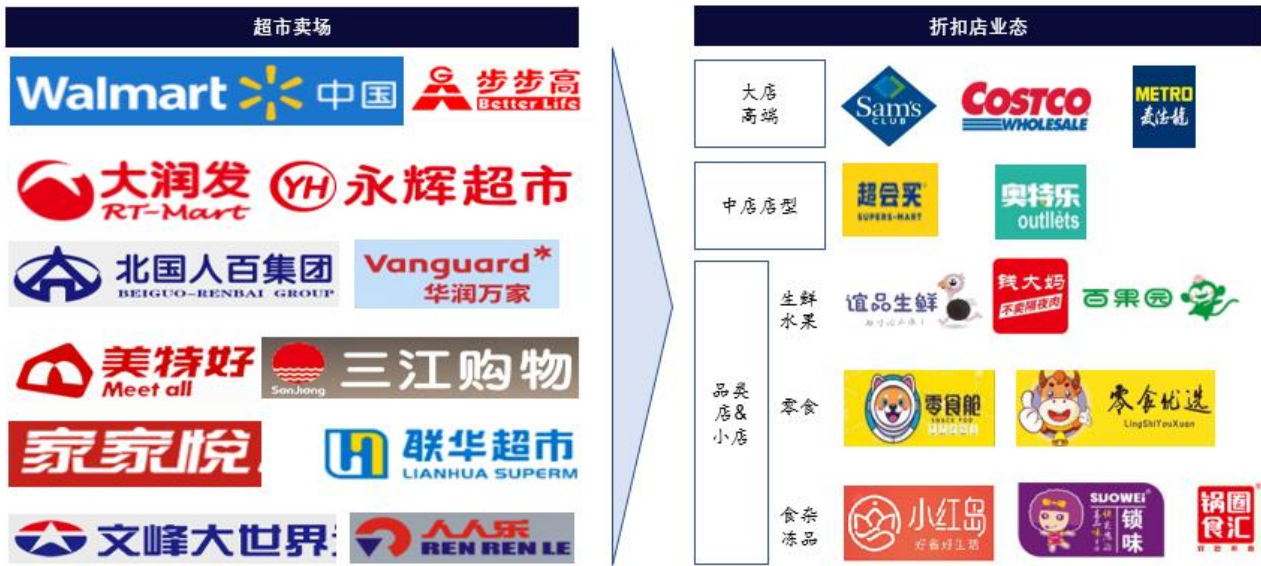 超市卖场
Walmart 中国
步步高
Better Life
大润发
RT-Mart
YH 永辉超市
北国人百集团
BEIGUO-RENBAI GROUP
Vanguard
华润万家
美特好
Meet all
SanJiang
三江购物
家家悦
联华超市
LIANHUA SUPERM
文峰大世界
人人乐
REN REN LE
折扣店业态
大店
高端
Sam's
CLUB
COSTCO
WHOLESALE
METRO
麦德龍
中店店型
超会买
SUPERS-MART
奥特乐
outllèts
品类
店&
小店
生鲜
水果
谊品生鲜
钱大妈
不卖隔夜肉
百果园
零食
零食舱
零食优选
LingShiYouXuan
食杂
冻品
小红岛
好省好生活
SUOWEI
锁味
锅圈
食汇